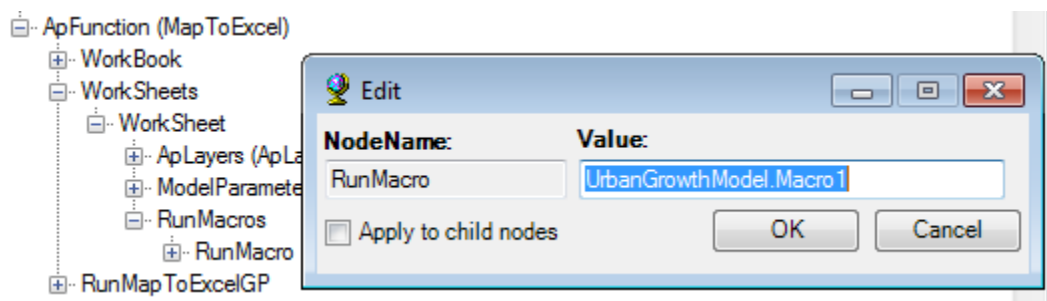 ApFunction (MapToExcel)
WorkBook
WorkSheets
WorkSheet
ApLayers (ApLa
ModelParamete
RunMacros
RunMacro
RunMapToExcelGP
Edit
NodeName:
Value:
RunMacro
UrbanGrowthModel.Macro1
Apply to child nodes
OK
Cancel